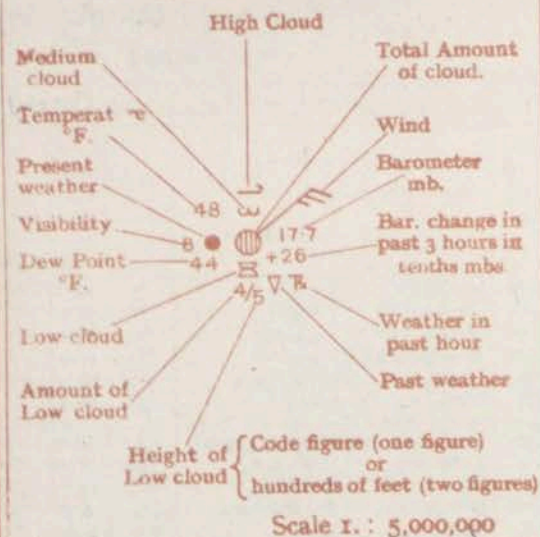 High Cloud
Medium
cloud
Total Amount
of cloud.
Temperat e
°F.
Wind
Present
weather
Barometer
mb.
48
Visibility
8
17·7
Bar. change in
past 3 hours in
tenths mbs
Dew Point
°F.
44
+26
4/5
Low cloud
Weather in
past hour
Amount of
Low cloud
Past weather
Height of
Low cloud
Code figure (one figure)
or
hundreds of feet (two figures)
Scale 1. : 5,000,000